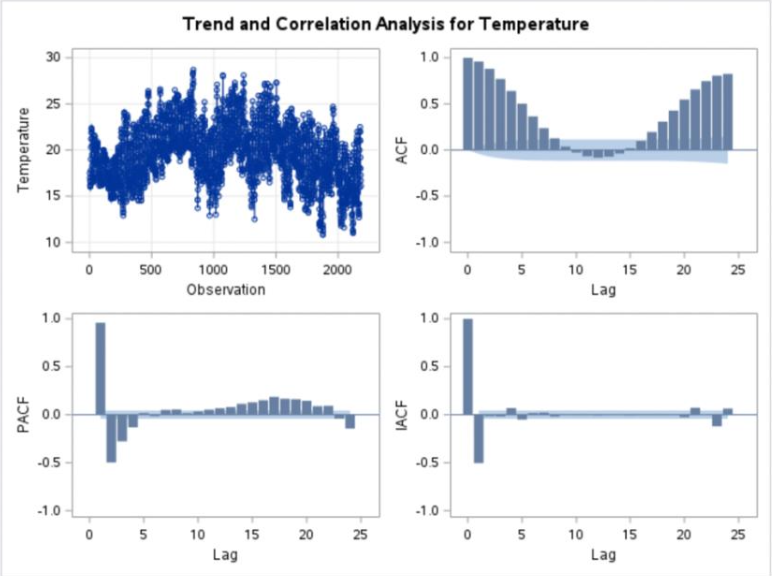 Trend and Correlation Analysis for Temperature
30
25
20
15
10
Temperature
0 500 1000 1500 2000
Observation
1.0
0.5
0.0
-0.5
-1.0
ACF
0 5 10 15 20 25
Lag
1.0
0.5
0.0
-0.5
-1.0
PACF
0 5 10 15 20 25
Lag
1.0
0.5
0.0
-0.5
-1.0
IACF
0 5 10 15 20 25
Lag